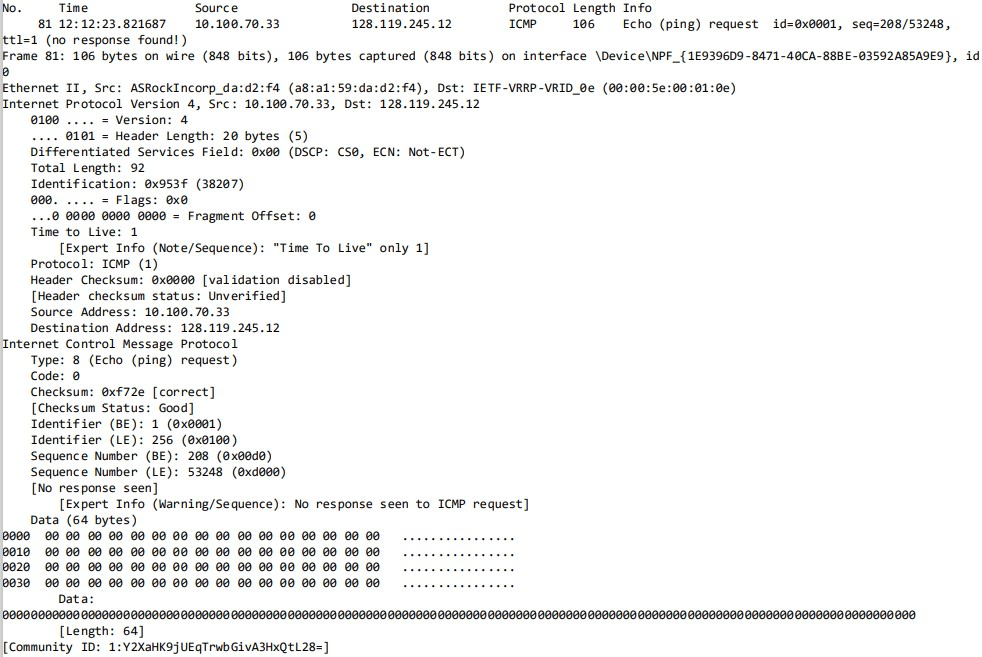 No. Time Source Destination Protocol Length Info
81 12:12:23.821687 10.100.70.33 128.119.245.12 ICMP 106 Echo (ping) request id=0x0001, seq=208/53248,
ttl=1 (no response found!)
Frame 81: 106 bytes on wire (848 bits), 106 bytes captured (848 bits) on interface \Device\NPF_{1E9396D9-8471-40CA-88BE-03592A85A9E9}, id
0
Ethernet II, Src: ASRockIncorp_da:d2:f4 (a8:a1:59:da:d2:f4), Dst: IETF-VRRP-VRID_0e (00:00:5e:00:01:0e)
Internet Protocol Version 4, Src: 10.100.70.33, Dst: 128.119.245.12
0100 .... = Version: 4
.... 0101 = Header Length: 20 bytes (5)
Differentiated Services Field: 0x00 (DSCP: CS0, ECN: Not-ECT)
Total Length: 92
Identification: 0x953f (38207)
000. .... = Flags: 0x0
...0 0000 0000 0000 = Fragment Offset: 0
Time to Live: 1
[Expert Info (Note/Sequence): "Time To Live" only 1]
Protocol: ICMP (1)
Header Checksum: 0x0000 [validation disabled]
[Header checksum status: Unverified]
Source Address: 10.100.70.33
Destination Address: 128.119.245.12
Internet Control Message Protocol
Type: 8 (Echo (ping) request)
Code: 0
Checksum: 0xf72e [correct]
[Checksum Status: Good]
Identifier (BE): 1 (0x0001)
Identifier (LE): 256 (0x0100)
Sequence Number (BE): 208 (0x00d0)
Sequence Number (LE): 53248 (0xd000)
[No response seen]
[Expert Info (Warning/Sequence): No response seen to ICMP request]
Data (64 bytes)
0000 00 00 00 00 00 00 00 00 00 00 00 00 00 00 00 00 ................
0010 00 00 00 00 00 00 00 00 00 00 00 00 00 00 00 00 ................
0020 00 00 00 00 00 00 00 00 00 00 00 00 00 00 00 00 ................
0030 00 00 00 00 00 00 00 00 00 00 00 00 00 00 00 00 ................
Data:
00000000000000000000000000000000000000000000000000000000000000000000000000000000000000000000000000000000000000000000000000000000
[Length: 64]
[Community ID: 1:Y2XaHK9jUEqTrwbGivA3HxQtL28=]